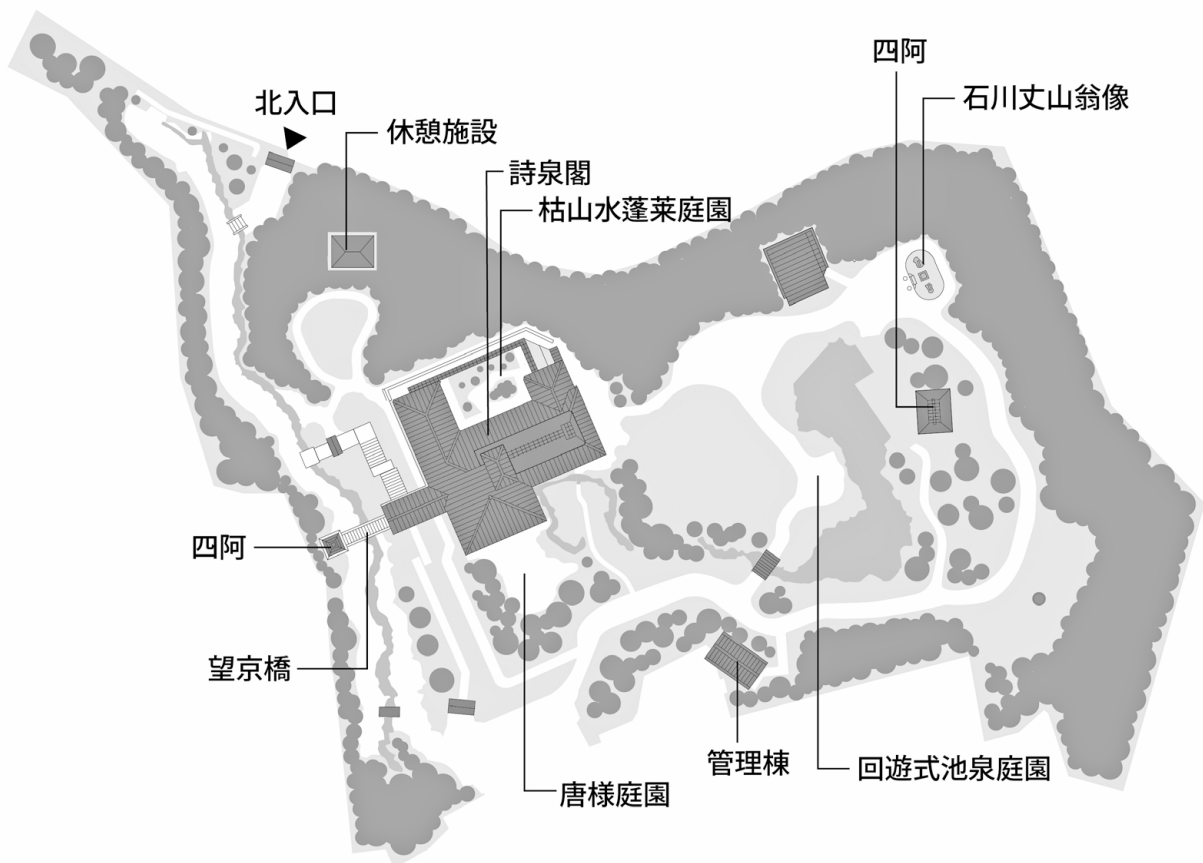 四阿
石川丈山翁像
北入口
休憩施設
詩泉閣
枯山水蓬莱庭園
四阿
望京橋
管理棟
回遊式池泉庭園
唐様庭園